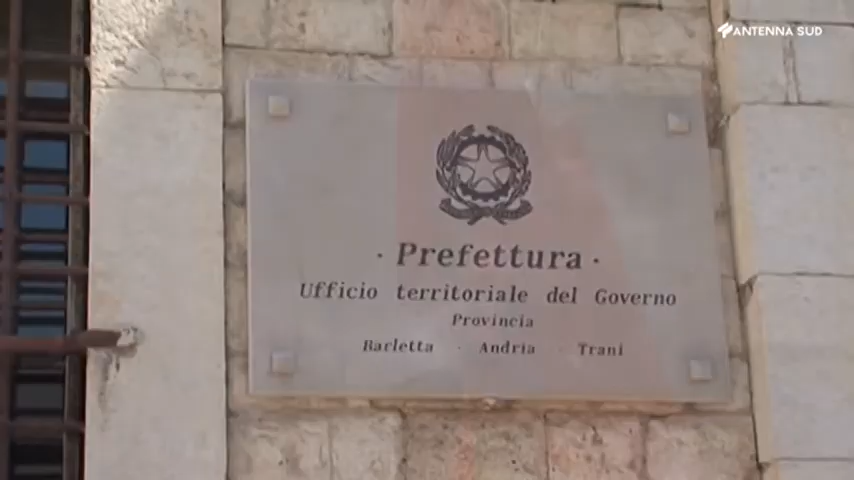 ANTENNA SUD
· Prefettura ·
Ufficio territoriale del Governo
Provincia
Barletta · Andria · Trani